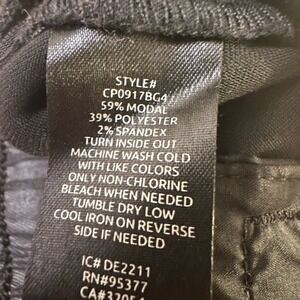 STYLE#
CP0917BG4
59% MODAL
39% POLYESTER
2% SPANDEX
TURN INSIDE OUT
MACHINE WASH COLD
WITH LIKE COLORS
ONLY NON-CHLORINE
BLEACH WHEN NEEDED
TUMBLE DRY LOW
COOL IRON ON REVERSE
SIDE IF NEEDED
IC# DE2211
RN#95377